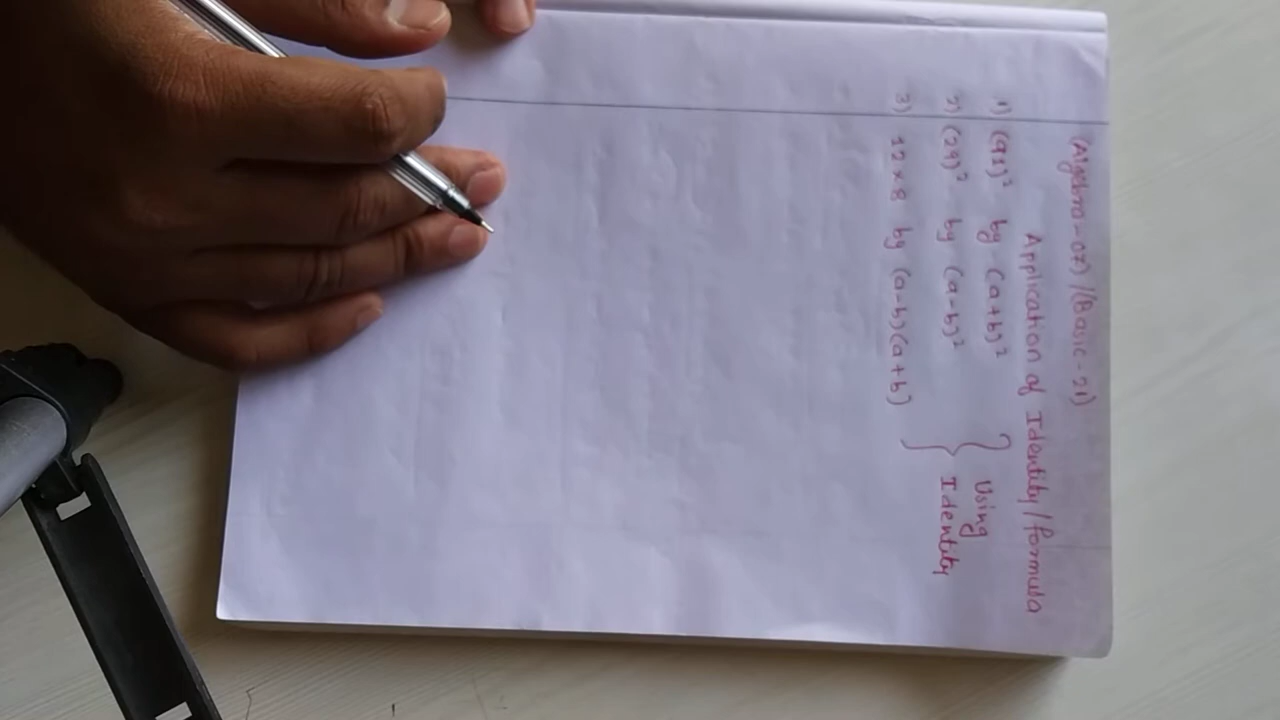 (Algebra-07)/(Basic-21)
Application of Identity/formula
1) (91)² by (a+b)²
2) (29)² by (a-b)²
3) 12×8 by (a-b)(a+b)
} Using Identity